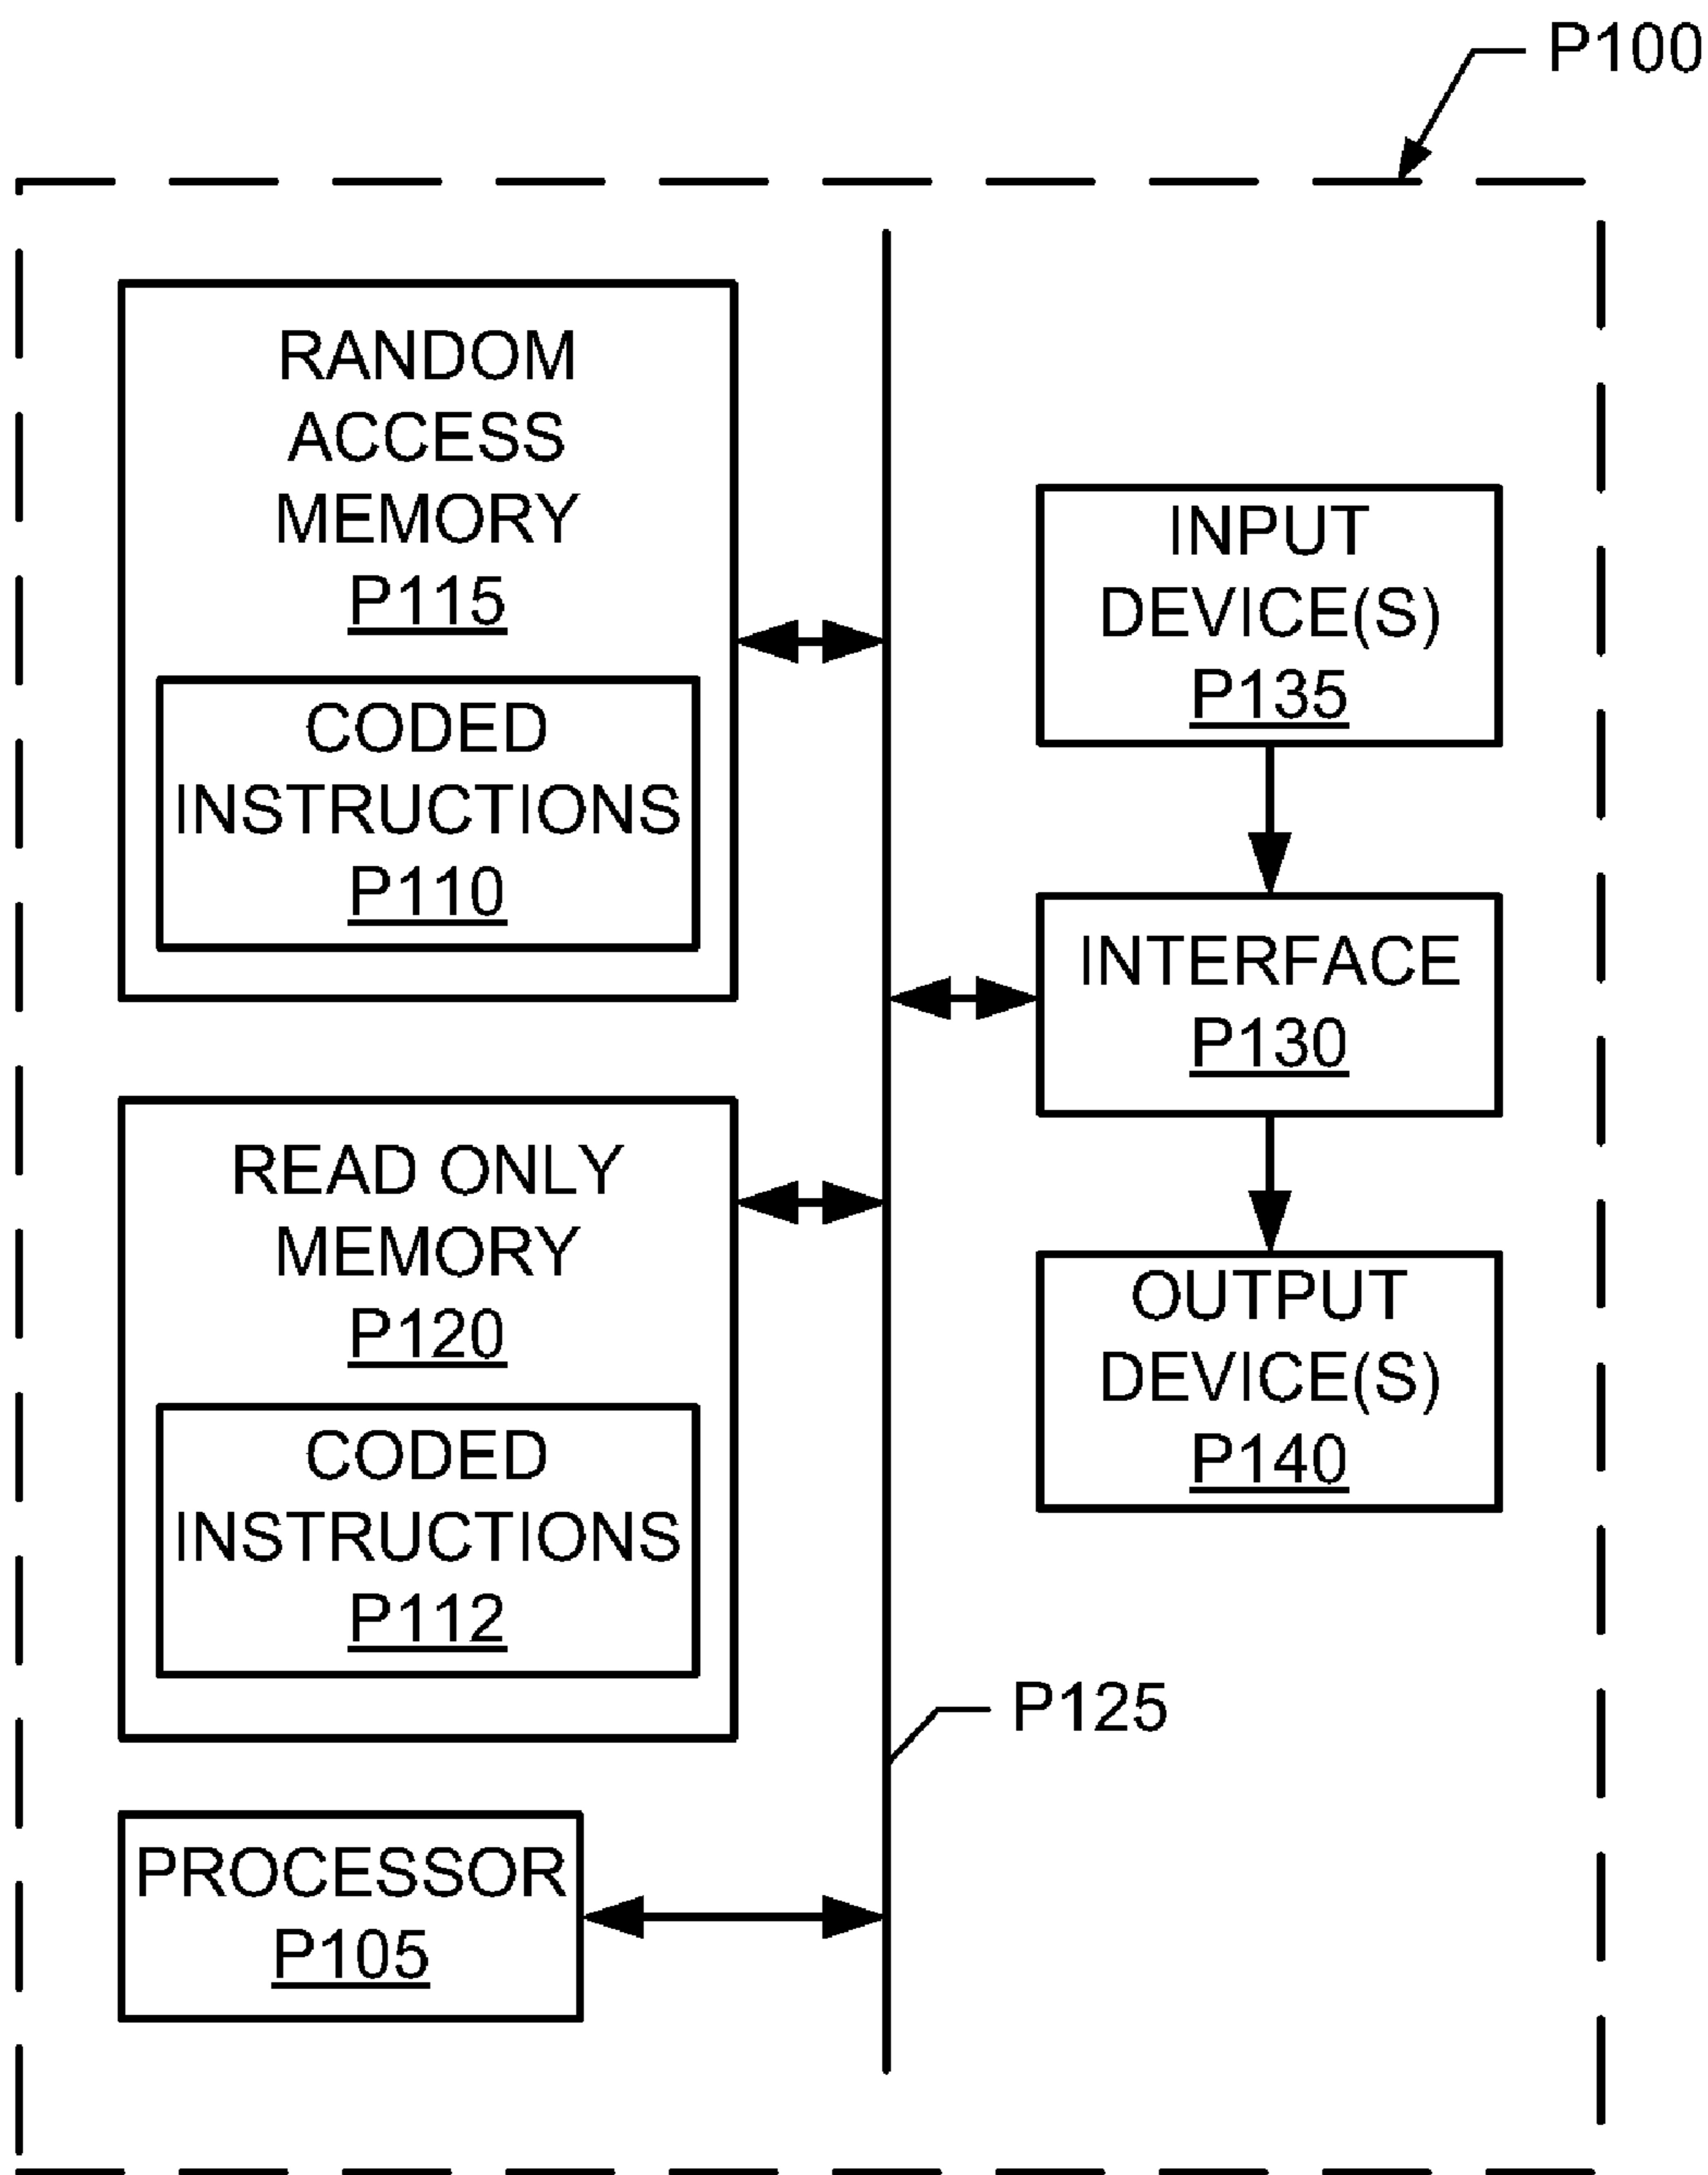 P100
RANDOM
ACCESS
MEMORY
P115
CODED
INSTRUCTIONS
P110
READ ONLY
MEMORY
P120
CODED
INSTRUCTIONS
P112
PROCESSOR
P105
INPUT
DEVICE(S)
P135
INTERFACE
P130
OUTPUT
DEVICE(S)
P140
P125